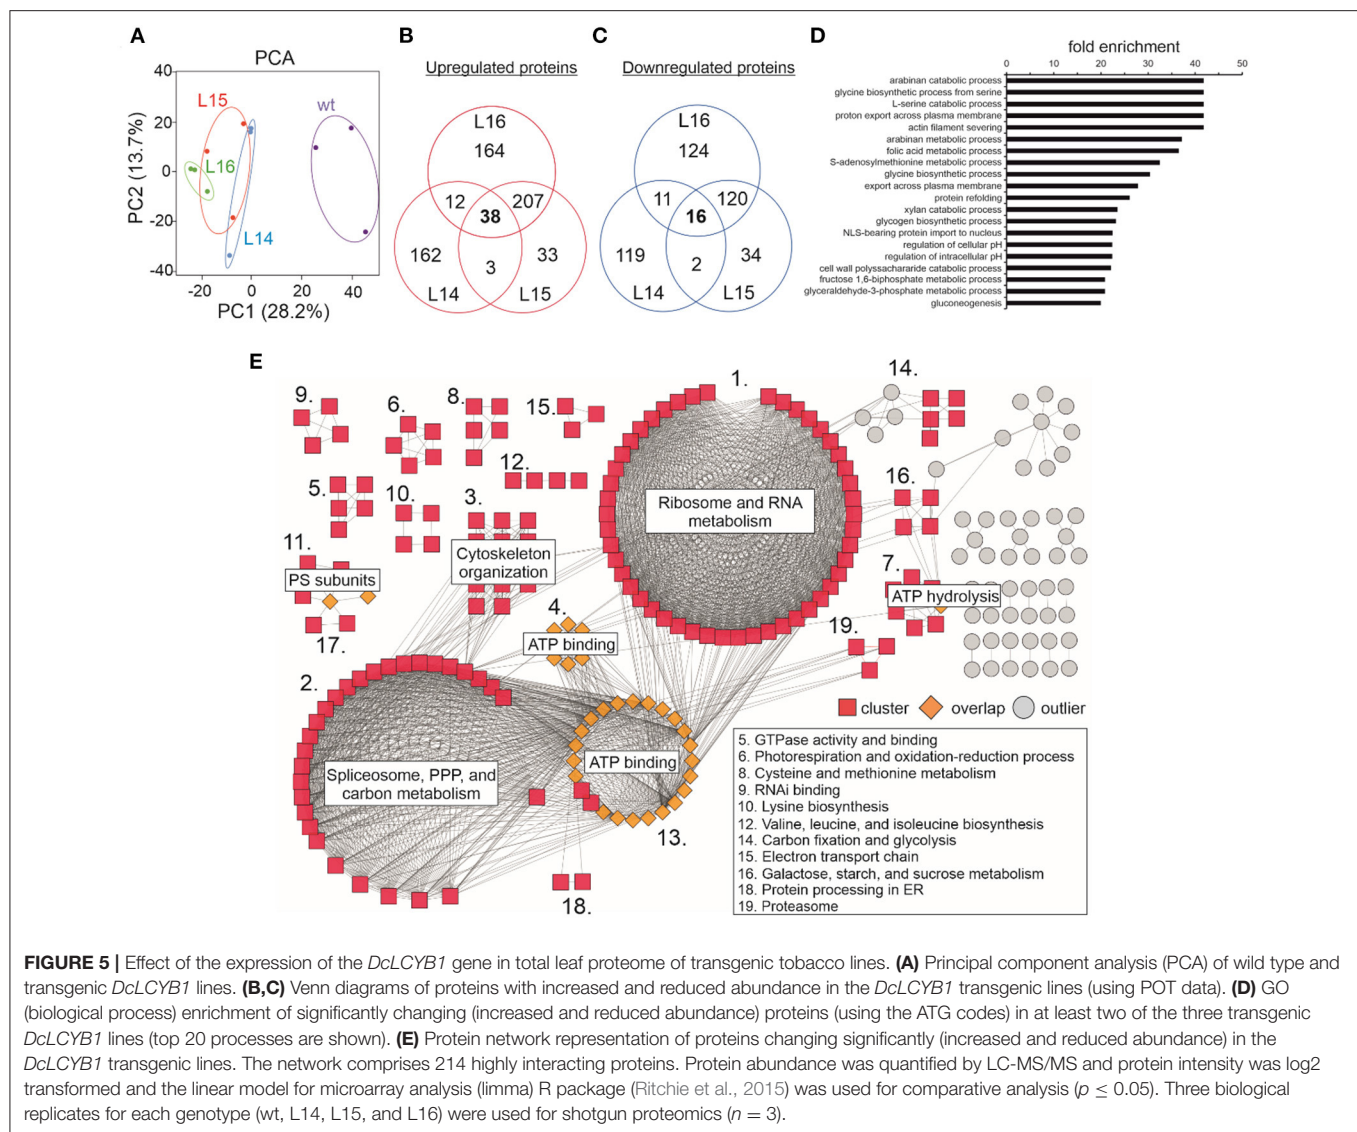 A
PCA
40
20
0
-20
-40
PC2 (13.7%)
L15
L16
L14
wt
-20
0
20
40
PC1 (28.2%)
B
Upregulated proteins
L16
164
12
207
38
162
3
33
L14
L15
C
Downregulated proteins
L16
124
11
120
16
119
2
34
L14
L15
D
fold enrichment
0 10 20 30 40 50
arabinan catabolic process
glycine biosynthetic process from serine
L-serine catabolic process
proton export across plasma membrane
actin filament severing
arabinan metabolic process
folic acid metabolic process
S-adenosylmethionine metabolic process
glycine biosynthetic process
export across plasma membrane
protein refolding
xylan catabolic process
glycogen biosynthetic process
NLS-bearing protein import to nucleus
regulation of cellular pH
regulation of intracellular pH
cell wall polyssachararide catabolic process
fructose 1,6-biphosphate metabolic process
glyceraldehyde-3-phosphate metabolic process
gluconeogenesis
E
1.
Ribosome and RNA
metabolism
9.
6.
8.
15.
12.
5.
10.
3.
Cytoskeleton
organization
11.
PS subunits
17.
4.
ATP binding
2.
Spliceosome, PPP, and
carbon metabolism
ATP binding
13.
18.
14.
16.
7.
ATP hydrolysis
19.
cluster
overlap
outlier
5. GTPase activity and binding
6. Photorespiration and oxidation-reduction process
8. Cysteine and methionine metabolism
9. RNAi binding
10. Lysine biosynthesis
12. Valine, leucine, and isoleucine biosynthesis
14. Carbon fixation and glycolysis
15. Electron transport chain
16. Galactose, starch, and sucrose metabolism
18. Protein processing in ER
19. Proteasome
FIGURE 5 | Effect of the expression of the DcLCYB1 gene in total leaf proteome of transgenic tobacco lines. (A) Principal component analysis (PCA) of wild type and
transgenic DcLCYB1 lines. (B,C) Venn diagrams of proteins with increased and reduced abundance in the DcLCYB1 transgenic lines (using POT data). (D) GO
(biological process) enrichment of significantly changing (increased and reduced abundance) proteins (using the ATG codes) in at least two of the three transgenic
DcLCYB1 lines (top 20 processes are shown). (E) Protein network representation of proteins changing significantly (increased and reduced abundance) in the
DcLCYB1 transgenic lines. The network comprises 214 highly interacting proteins. Protein abundance was quantified by LC-MS/MS and protein intensity was log2
transformed and the linear model for microarray analysis (limma) R package (Ritchie et al., 2015) was used for comparative analysis (p ≤ 0.05). Three biological
replicates for each genotype (wt, L14, L15, and L16) were used for shotgun proteomics (n = 3).